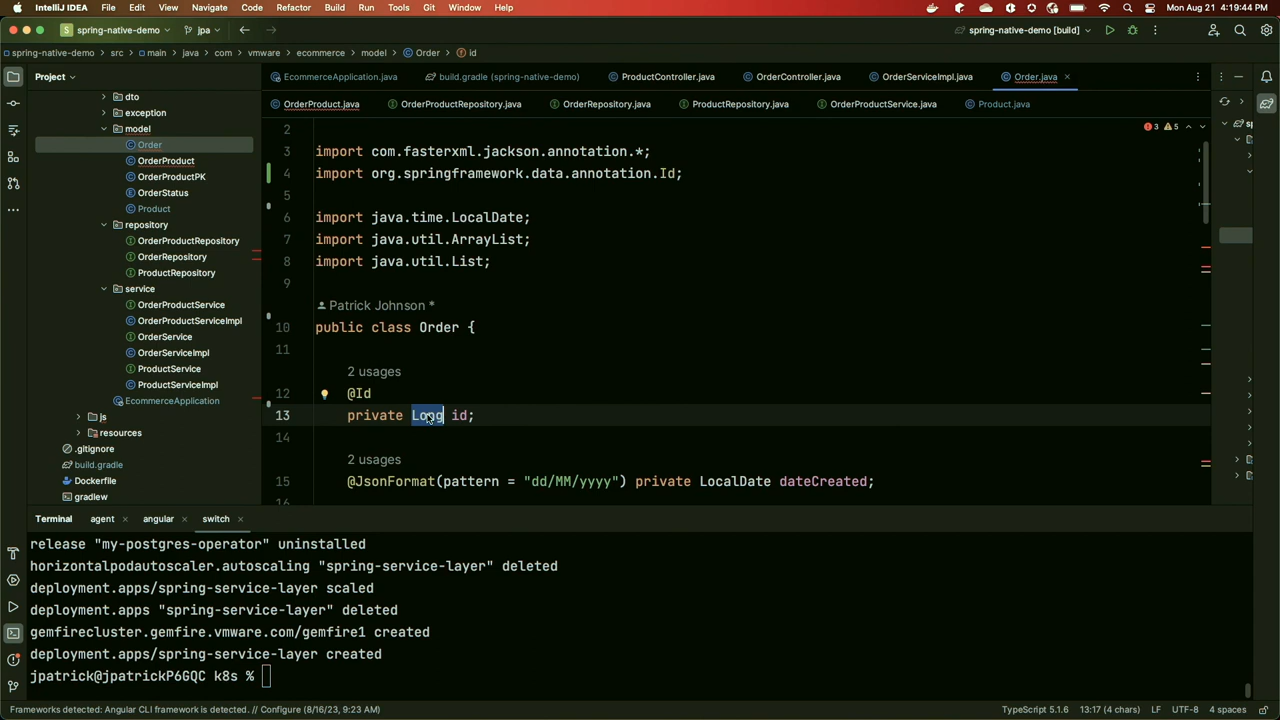 IntelliJ IDEA File Edit View Navigate Code Refactor Build Run Tools Git Window Help Mon Aug 21 4:19:44 PM
S spring-native-demo jpa spring-native-demo [build]
spring-native-demo src main java com vmware ecommerce model Order id
Project
EcommerceApplication.java build.gradle (spring-native-demo) ProductController.java OrderController.java OrderServiceImpl.java Order.java
OrderProduct.java OrderProductRepository.java OrderRepository.java ProductRepository.java OrderProductService.java Product.java
dto
exception
model
Order
OrderProduct
OrderProductPK
OrderStatus
Product
repository
OrderProductRepository
OrderRepository
ProductRepository
service
OrderProductService
OrderProductServiceImpl
OrderService
OrderServiceImpl
ProductService
ProductServiceImpl
EcommerceApplication
js
resources
.gitignore
build.gradle
Dockerfile
gradlew
3 5
sp
2
3 import com.fasterxml.jackson.annotation.*;
4 import org.springframework.data.annotation.Id;
5
6 import java.time.LocalDate;
7 import java.util.ArrayList;
8 import java.util.List;
9
Patrick Johnson *
10 public class Order {
11
2 usages
12 @Id
13 private Long id;
14
2 usages
15 @JsonFormat(pattern = "dd/MM/yyyy") private LocalDate dateCreated;
16
Terminal agent angular switch
release "my-postgres-operator" uninstalled
horizontalpodautoscaler.autoscaling "spring-service-layer" deleted
deployment.apps/spring-service-layer scaled
deployment.apps "spring-service-layer" deleted
gemfirecluster.gemfire.vmware.com/gemfire1 created
deployment.apps/spring-service-layer created
jpatrick@jpatrickP6GQC k8s %
Frameworks detected: Angular CLI framework is detected. // Configure (8/16/23, 9:23 AM) TypeScript 5.1.6 13:17 (4 chars) LF UTF-8 4 spaces